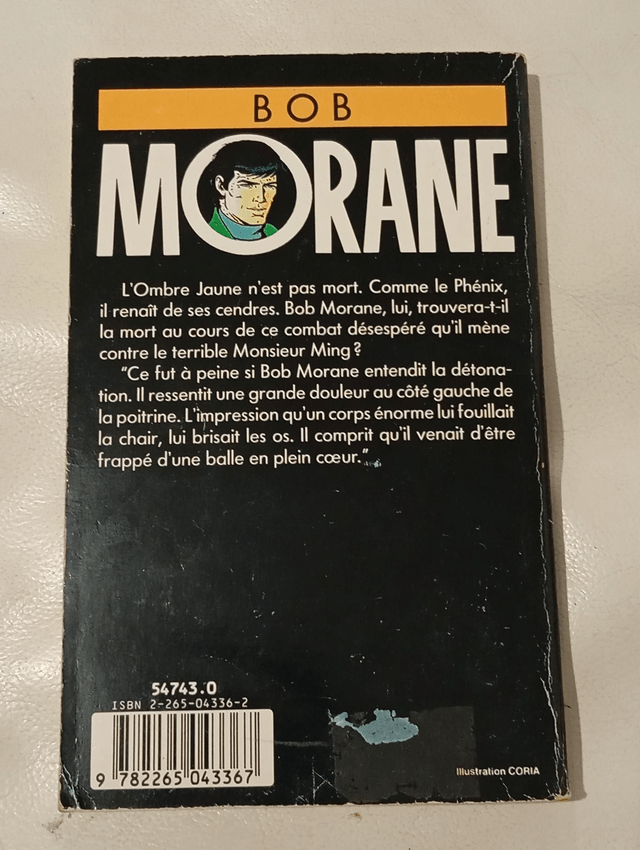 BOB
MORANE
L'Ombre Jaune n'est pas mort. Comme le Phénix,
il renaît de ses cendres. Bob Morane, lui, trouvera-t-il
la mort au cours de ce combat désespéré qu'il mène
contre le terrible Monsieur Ming ?
"Ce fut à peine si Bob Morane entendit la détona-
tion. Il ressentit une grande douleur au côté gauche de
la poitrine. L'impression qu'un corps énorme lui fouillait
la chair, lui brisait les os. Il comprit qu'il venait d'être
frappé d'une balle en plein cœur."
54743.0
ISBN 2-265-04336-2
9 782265 043367
Illustration CORIA